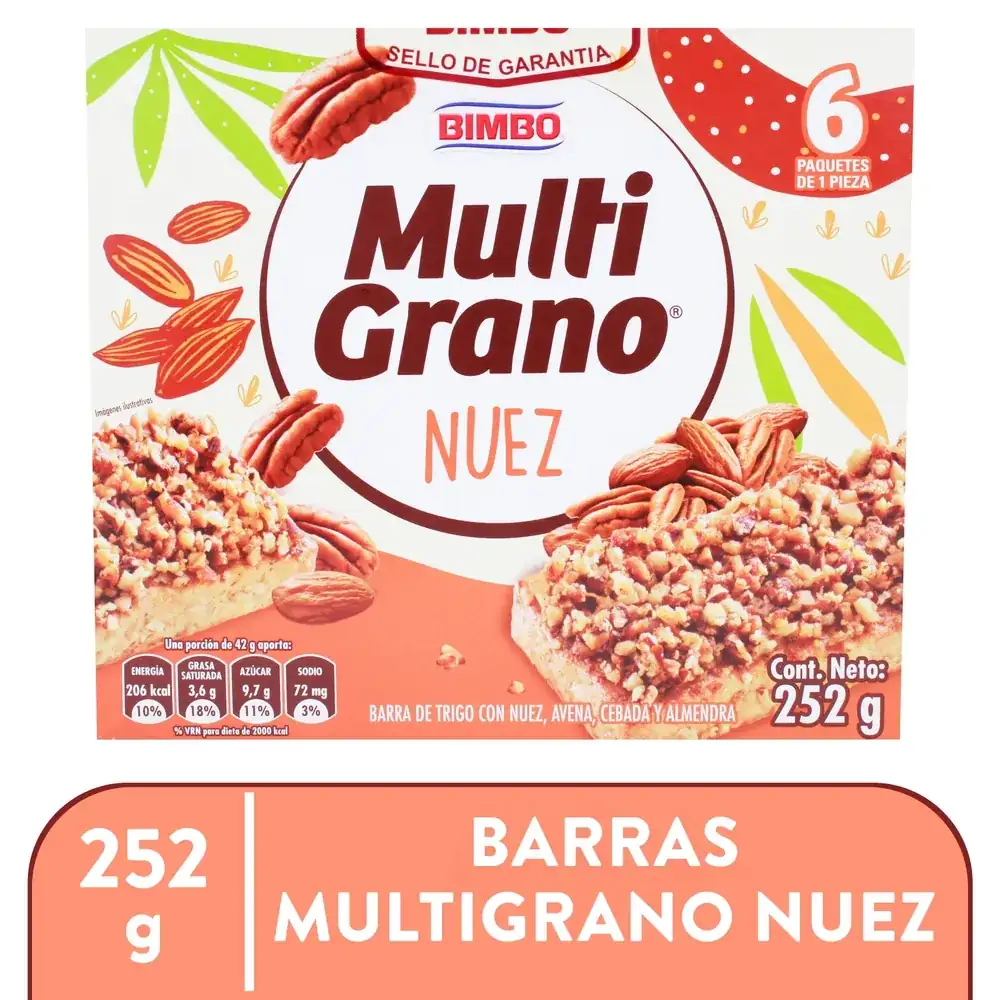 BIMBO
SELLO DE GARANTIA
BIMBO
Multi
Grano®
NUEZ
6
PAQUETES
DE 1 PIEZA
Imágenes ilustrativas
Una porción de 42 g aporta:
ENERGÍA
206 kcal
10%
GRASA
SATURADA
3,6 g
18%
AZÚCAR
9,7 g
11%
SODIO
72 mg
3%
% VRN para dieta de 2000 kcal
BARRA DE TRIGO CON NUEZ, AVENA, CEBADA Y ALMENDRA
Cont. Neto:
252 g
252
g
BARRAS
MULTIGRANO NUEZ